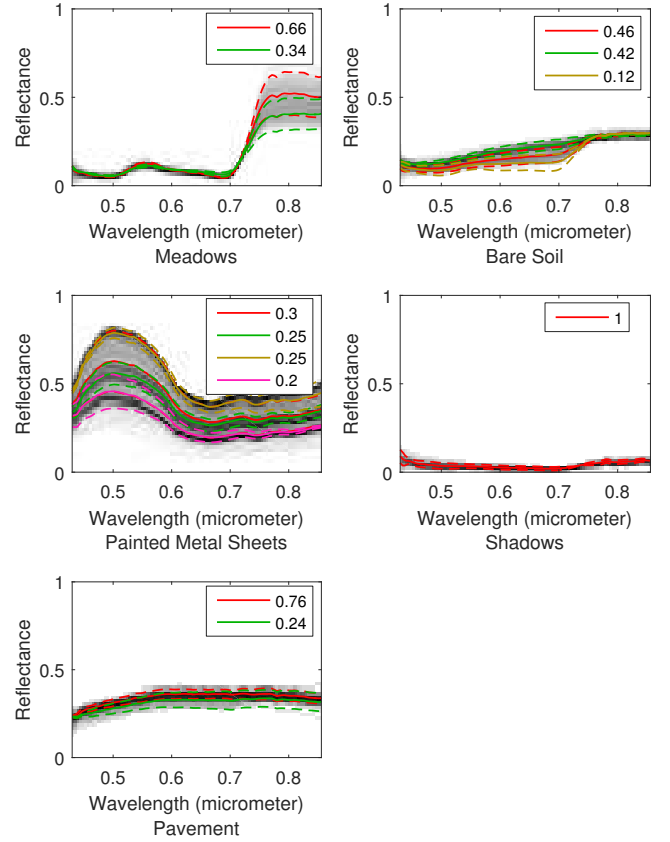 1
0.5
0
Reflectance
0.66
0.34
0.5 0.6 0.7 0.8
Wavelength (micrometer)
Meadows
1
0.5
0
Reflectance
0.46
0.42
0.12
0.5 0.6 0.7 0.8
Wavelength (micrometer)
Bare Soil
1
0.5
0
Reflectance
0.3
0.25
0.25
0.2
0.5 0.6 0.7 0.8
Wavelength (micrometer)
Painted Metal Sheets
1
0.5
0
Reflectance
1
0.5 0.6 0.7 0.8
Wavelength (micrometer)
Shadows
1
0.5
0
Reflectance
0.76
0.24
0.5 0.6 0.7 0.8
Wavelength (micrometer)
Pavement